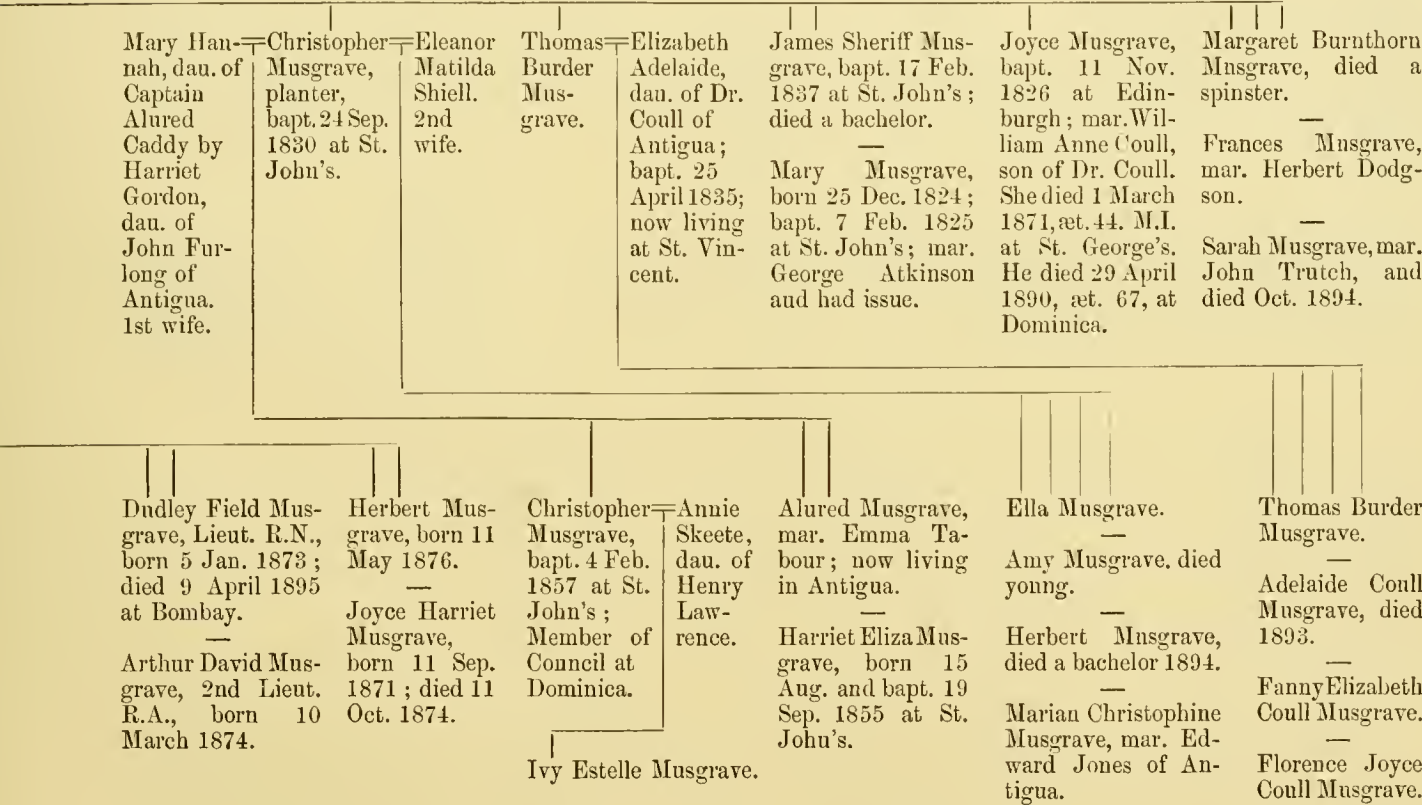 Mary Han-
nah, dau. of
Captain
Alured
Caddy by
Harriet
Gordon,
dau. of
John Fur-
long of
Antigua.
1st wife.
Christopher
Musgrave,
planter,
bapt. 24 Sep.
1830 at St.
John's.
Eleanor
Matilda
Shiell.
2nd
wife.
Thomas
Burder
Mus-
grave.
Elizabeth
Adelaide,
dau. of Dr.
Coull of
Antigua;
bapt. 25
April 1835;
now living
at St. Vin-
cent.
James Sheriff Mus-
grave, bapt. 17 Feb.
1837 at St. John's;
died a bachelor.
—
Mary Musgrave,
born 25 Dec. 1824;
bapt. 7 Feb. 1825
at St. John's; mar.
George Atkinson
and had issue.
Joyce Musgrave,
bapt. 11 Nov.
1826 at Edin-
burgh; mar. Wil-
liam Anne Coull,
son of Dr. Coull.
She died 1 March
1871, æt. 44. M.I.
at St. George's.
He died 29 April
1890, æt. 67, at
Dominica.
Margaret Burnthorn
Musgrave, died a
spinster.
—
Frances Musgrave,
mar. Herbert Dodg-
son.
—
Sarah Musgrave, mar.
John Trutch, and
died Oct. 1894.
Dudley Field Mus-
grave, Lieut. R.N.,
born 5 Jan. 1873;
died 9 April 1895
at Bombay.
—
Arthur David Mus-
grave, 2nd Lieut.
R.A., born 10
March 1874.
Herbert Mus-
grave, born 11
May 1876.
—
Joyce Harriet
Musgrave,
born 11 Sep.
1871; died 11
Oct. 1874.
Christopher
Musgrave,
bapt. 4 Feb.
1857 at St.
John's;
Member of
Council at
Dominica.
Annie
Skeete,
dau. of
Henry
Law-
rence.
Ivy Estelle Musgrave.
Alured Musgrave,
mar. Emma Ta-
bour; now living
in Antigua.
—
Harriet Eliza Mus-
grave, born 15
Aug. and bapt. 19
Sep. 1855 at St.
John's.
Ella Musgrave.
—
Amy Musgrave, died
young.
—
Herbert Musgrave,
died a bachelor 1894.
—
Marian Christophine
Musgrave, mar. Ed-
ward Jones of An-
tigua.
Thomas Burder
Musgrave.
—
Adelaide Coull
Musgrave, died
1893.
—
Fanny Elizabeth
Coull Musgrave.
—
Florence Joyce
Coull Musgrave.